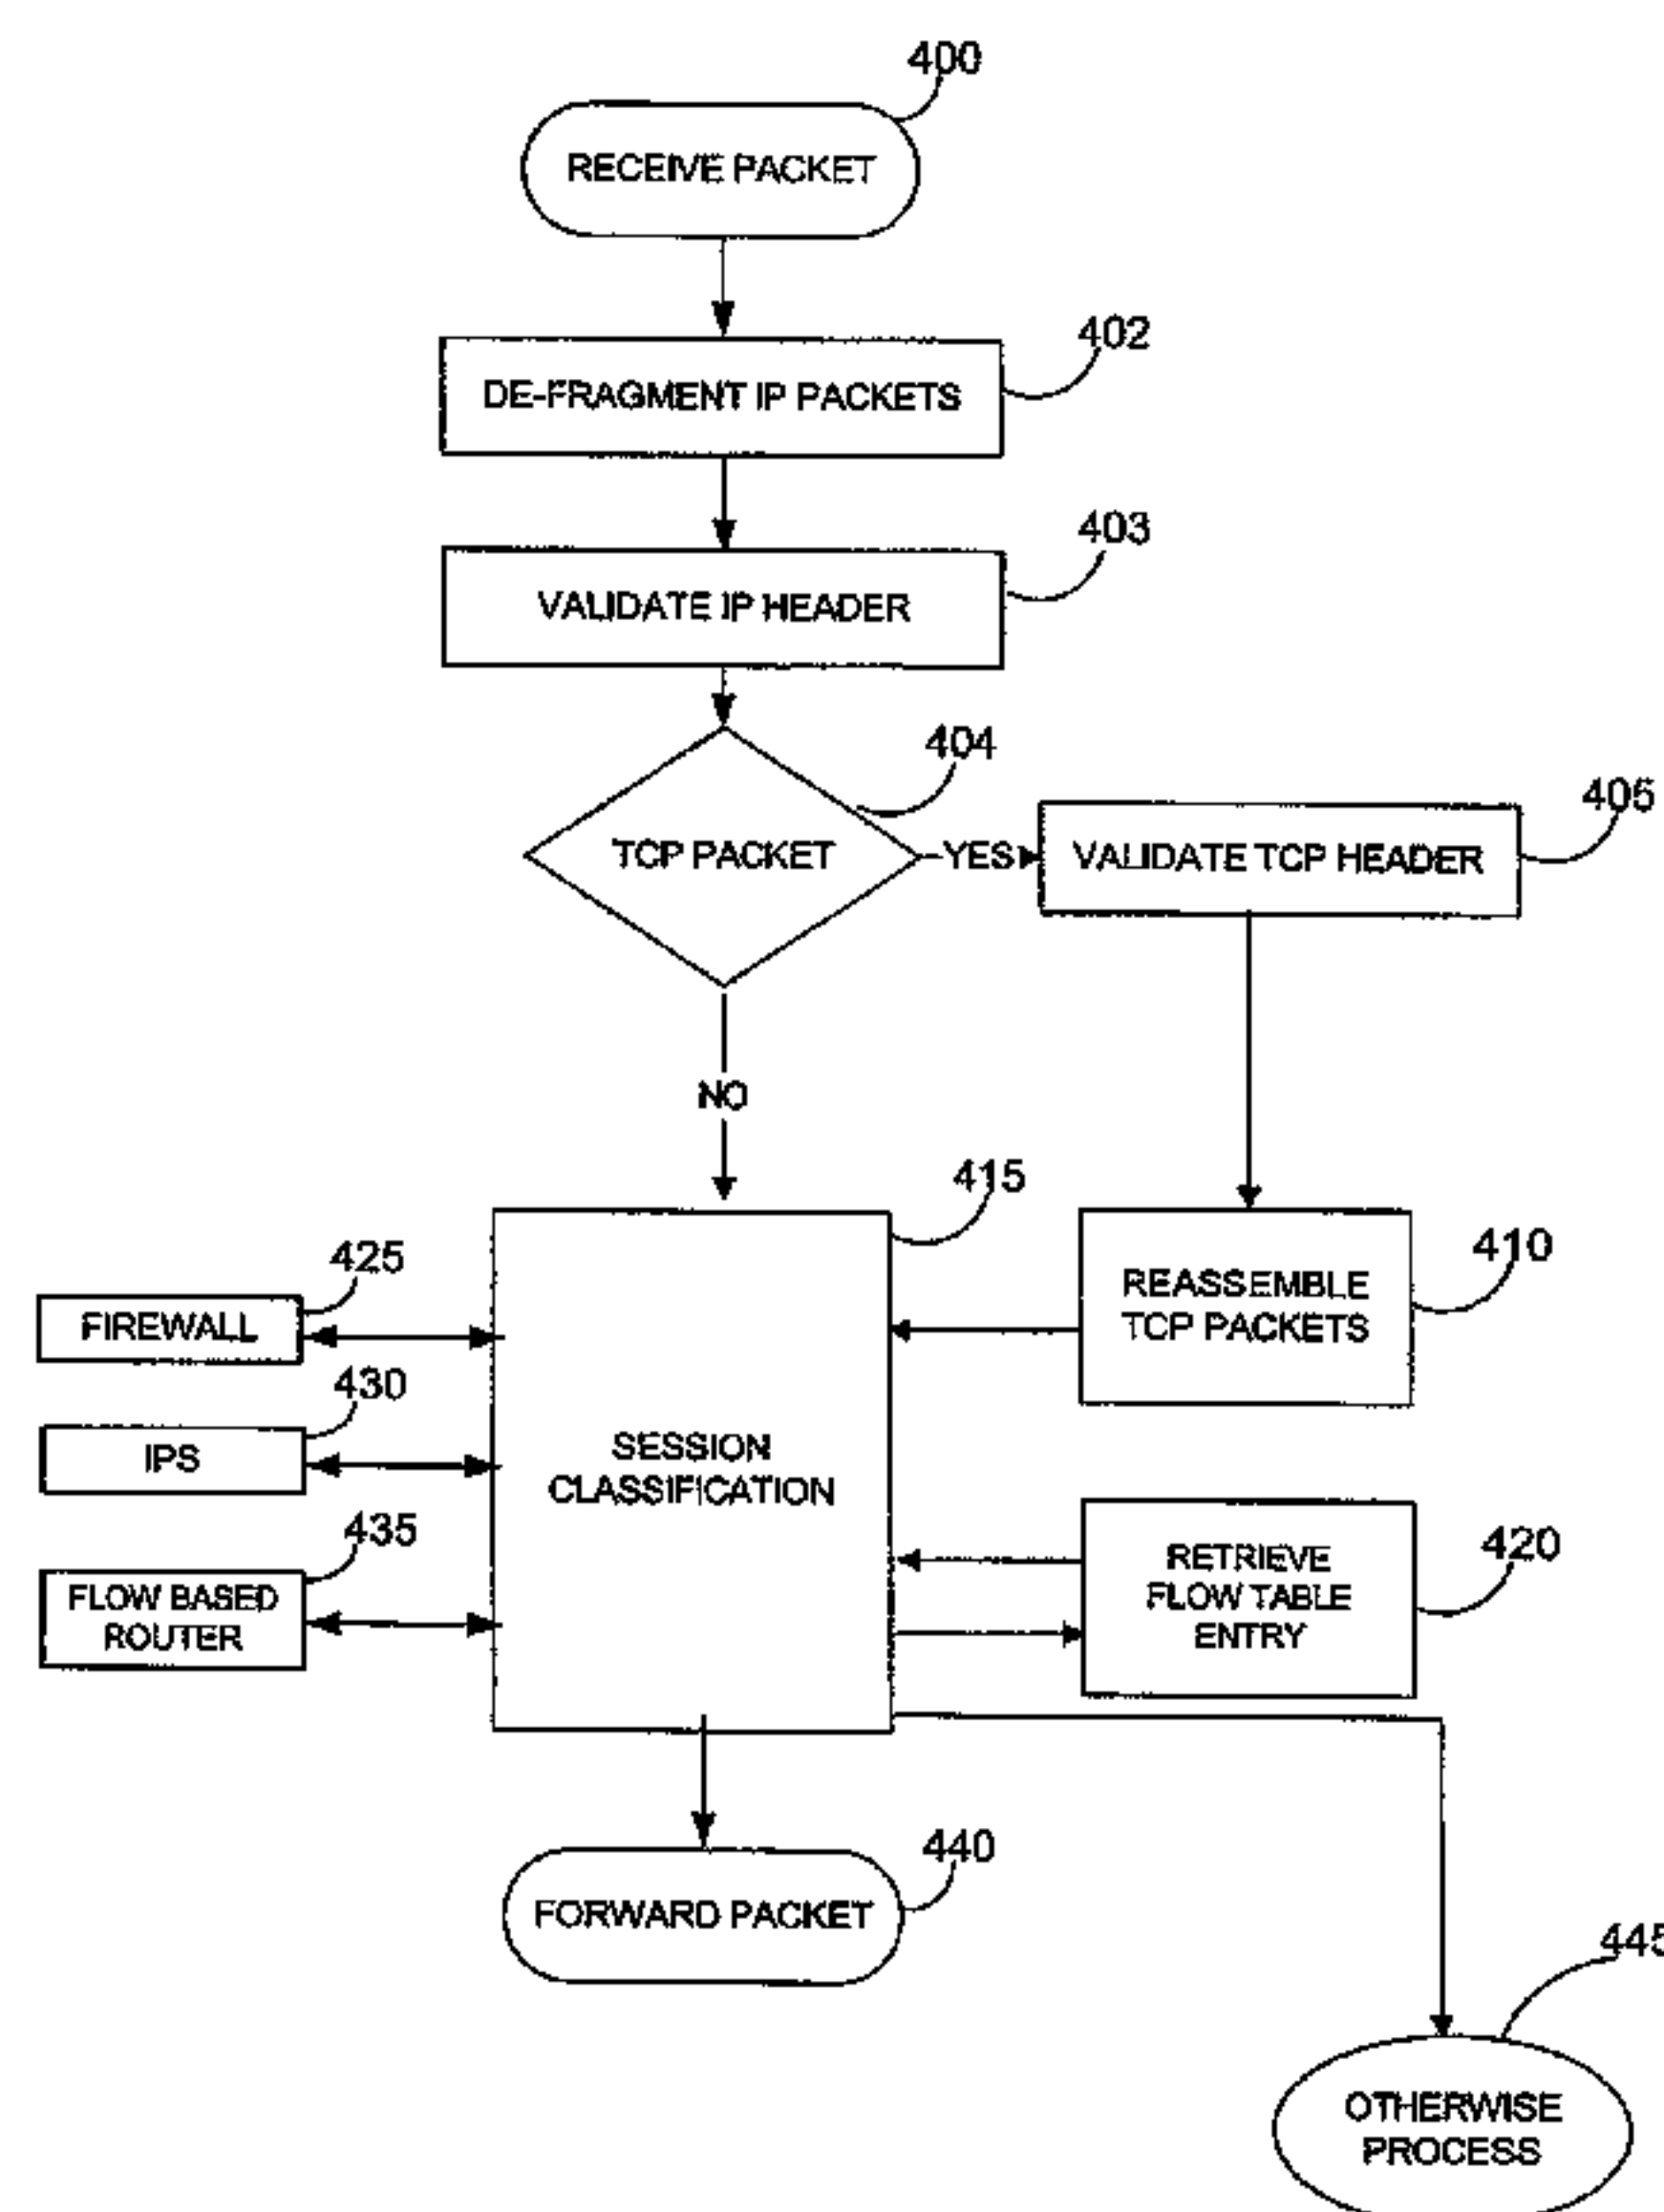 400
RECEIVE PACKET
402
DE-FRAGMENT IP PACKETS
403
VALIDATE IP HEADER
404
TCP PACKET
YES
405
VALIDATE TCP HEADER
NO
415
410
REASSEMBLE
TCP PACKETS
425
FIREWALL
430
IPS
435
FLOW BASED
ROUTER
SESSION
CLASSIFICATION
420
RETRIEVE
FLOW TABLE
ENTRY
440
FORWARD PACKET
445
OTHERWISE
PROCESS